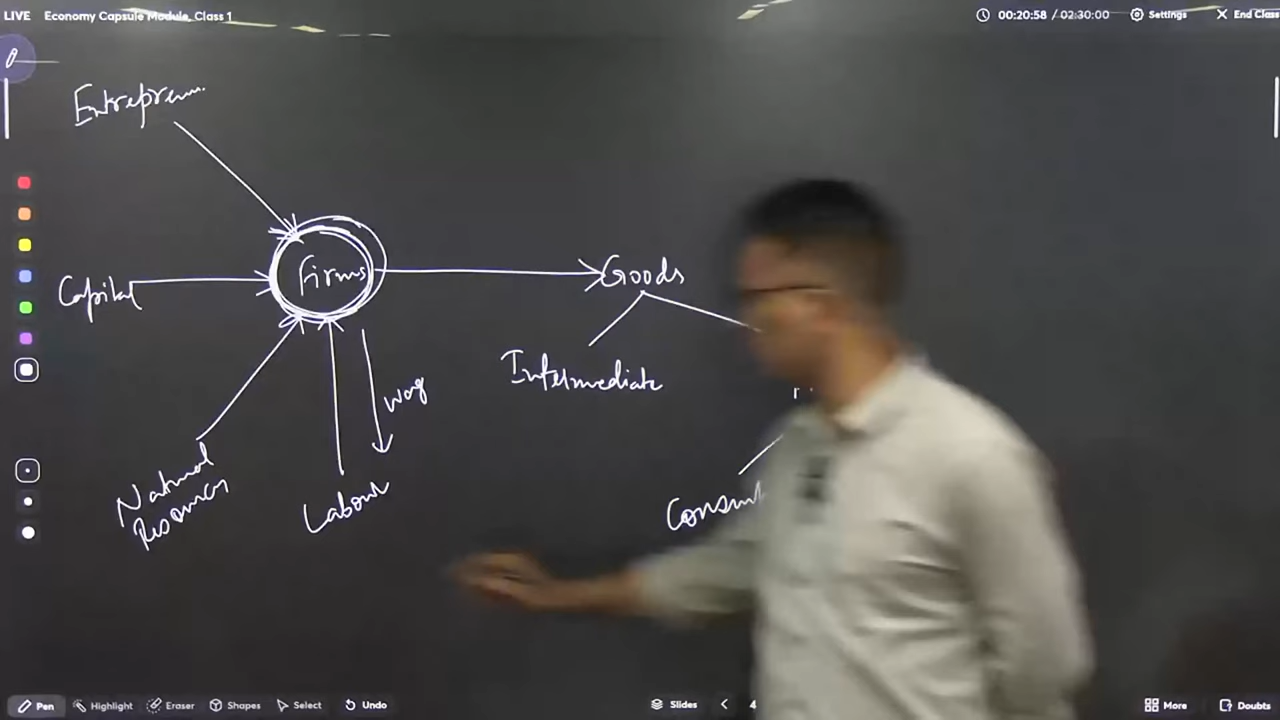 LIVE Economy Capsule Module, Class 1 00:20:58 / 02:30:00 Settings End Class
Entrepren..
Firms
Goods
Capital
Intermediate
wag
Natural
Labour
Resources
Consum
Pen Highlight Eraser Shapes Select Undo Slides 4 More Doubts